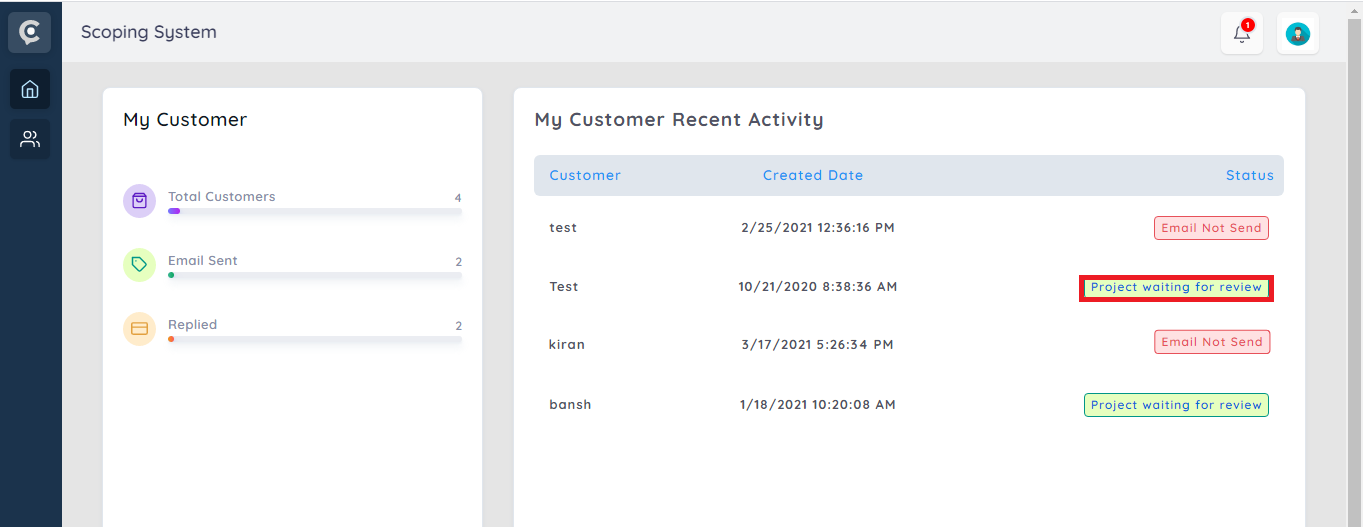 Scoping System
1
My Customer
Total Customers 4
Email Sent 2
Replied 2
My Customer Recent Activity
Customer Created Date Status
test 2/25/2021 12:36:16 PM Email Not Send
Test 10/21/2020 8:38:36 AM Project waiting for review
kiran 3/17/2021 5:26:34 PM Email Not Send
bansh 1/18/2021 10:20:08 AM Project waiting for review